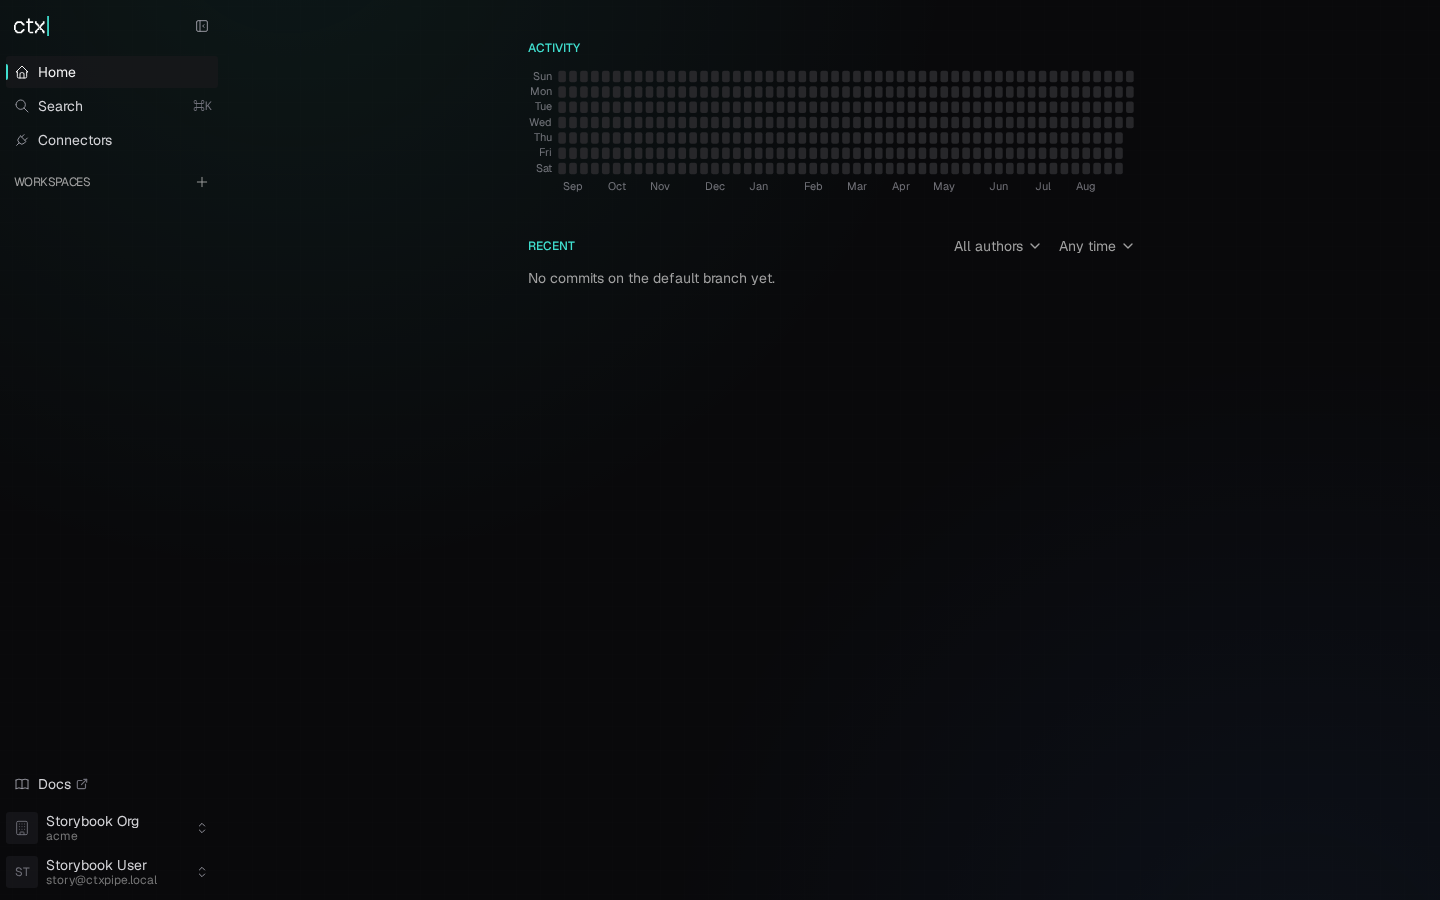 ctx
Home
Search ⌘K
Connectors
WORKSPACES
ACTIVITY
Sun
Mon
Tue
Wed
Thu
Fri
Sat
Sep Oct Nov Dec Jan Feb Mar Apr May Jun Jul Aug
RECENT All authors Any time
No commits on the default branch yet.
Docs
Storybook Org
acme
ST
Storybook User
story@ctxpipe.local